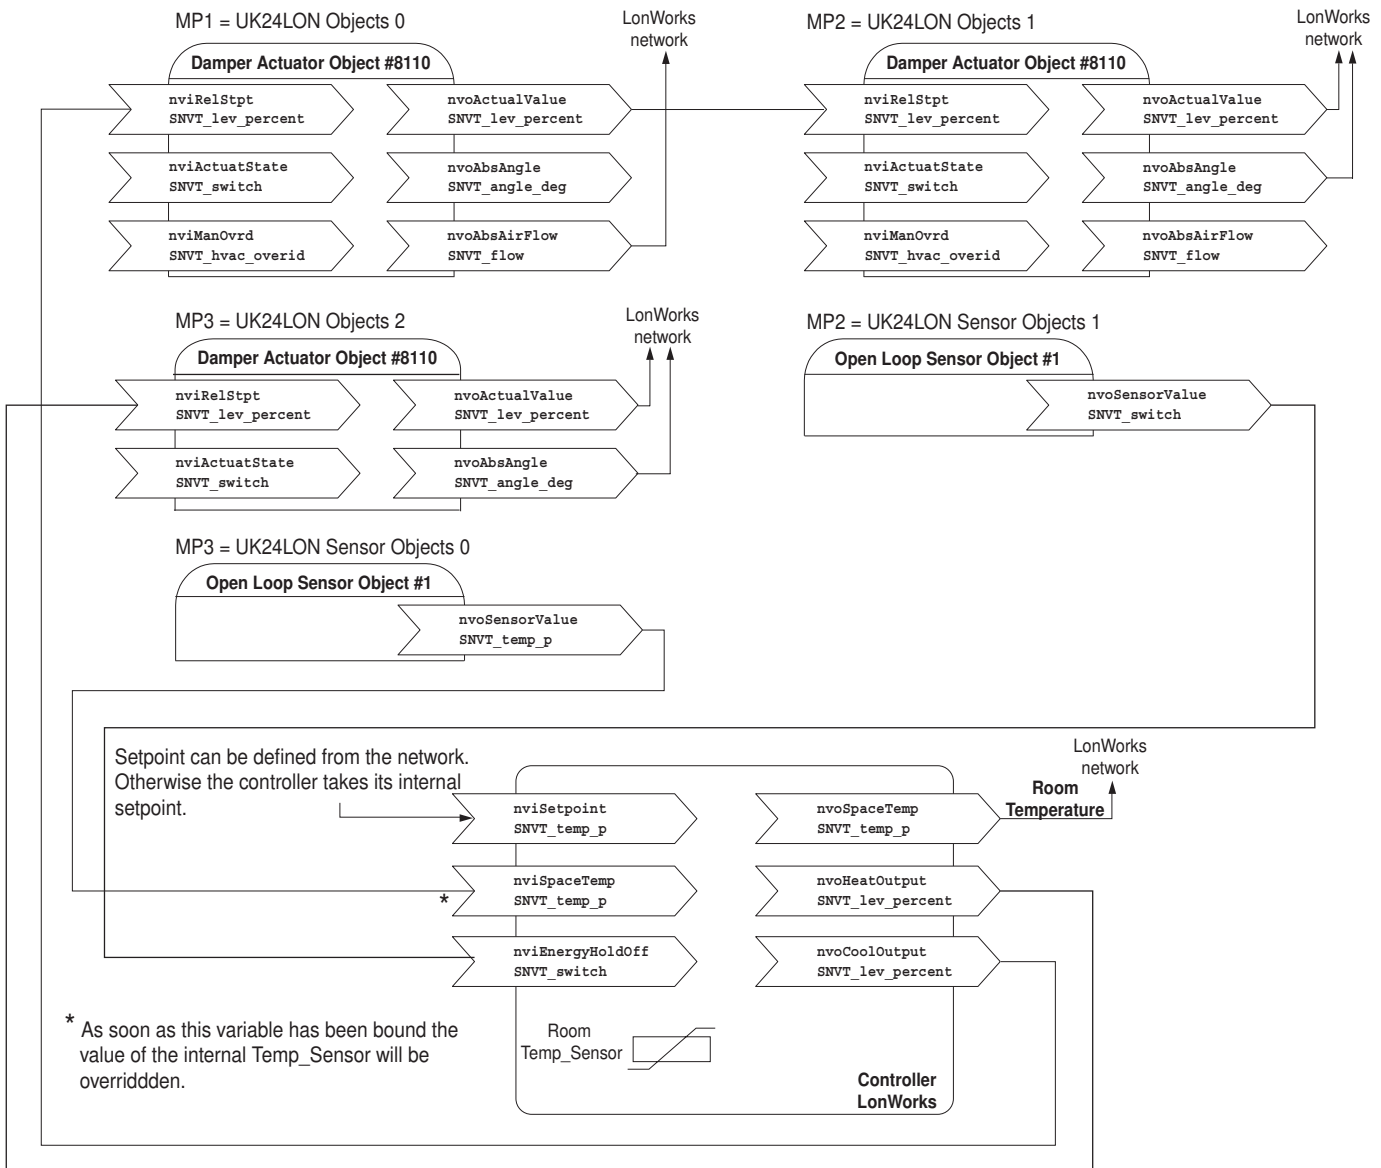 MP1 = UK24LON Objects 0
LonWorks
network
Damper Actuator Object #8110
nviRelStpt
SNVT_lev_percent
nvoActualValue
SNVT_lev_percent
nviActuatState
SNVT_switch
nvoAbsAngle
SNVT_angle_deg
nviManOvrd
SNVT_hvac_overid
nvoAbsAirFlow
SNVT_flow
MP2 = UK24LON Objects 1
LonWorks
network
Damper Actuator Object #8110
nviRelStpt
SNVT_lev_percent
nvoActualValue
SNVT_lev_percent
nviActuatState
SNVT_switch
nvoAbsAngle
SNVT_angle_deg
nviManOvrd
SNVT_hvac_overid
nvoAbsAirFlow
SNVT_flow
MP3 = UK24LON Objects 2
LonWorks
network
Damper Actuator Object #8110
nviRelStpt
SNVT_lev_percent
nvoActualValue
SNVT_lev_percent
nviActuatState
SNVT_switch
nvoAbsAngle
SNVT_angle_deg
MP2 = UK24LON Sensor Objects 1
Open Loop Sensor Object #1
nvoSensorValue
SNVT_switch
MP3 = UK24LON Sensor Objects 0
Open Loop Sensor Object #1
nvoSensorValue
SNVT_temp_p
Setpoint can be defined from the network.
Otherwise the controller takes its internal
setpoint.
LonWorks
network
Room
Temperature
nviSetpoint
SNVT_temp_p
nvoSpaceTemp
SNVT_temp_p
*
nviSpaceTemp
SNVT_temp_p
nvoHeatOutput
SNVT_lev_percent
nviEnergyHoldOff
SNVT_switch
nvoCoolOutput
SNVT_lev_percent
* As soon as this variable has been bound the
value of the internal Temp_Sensor will be
overriddden.
Room
Temp_Sensor
Controller
LonWorks